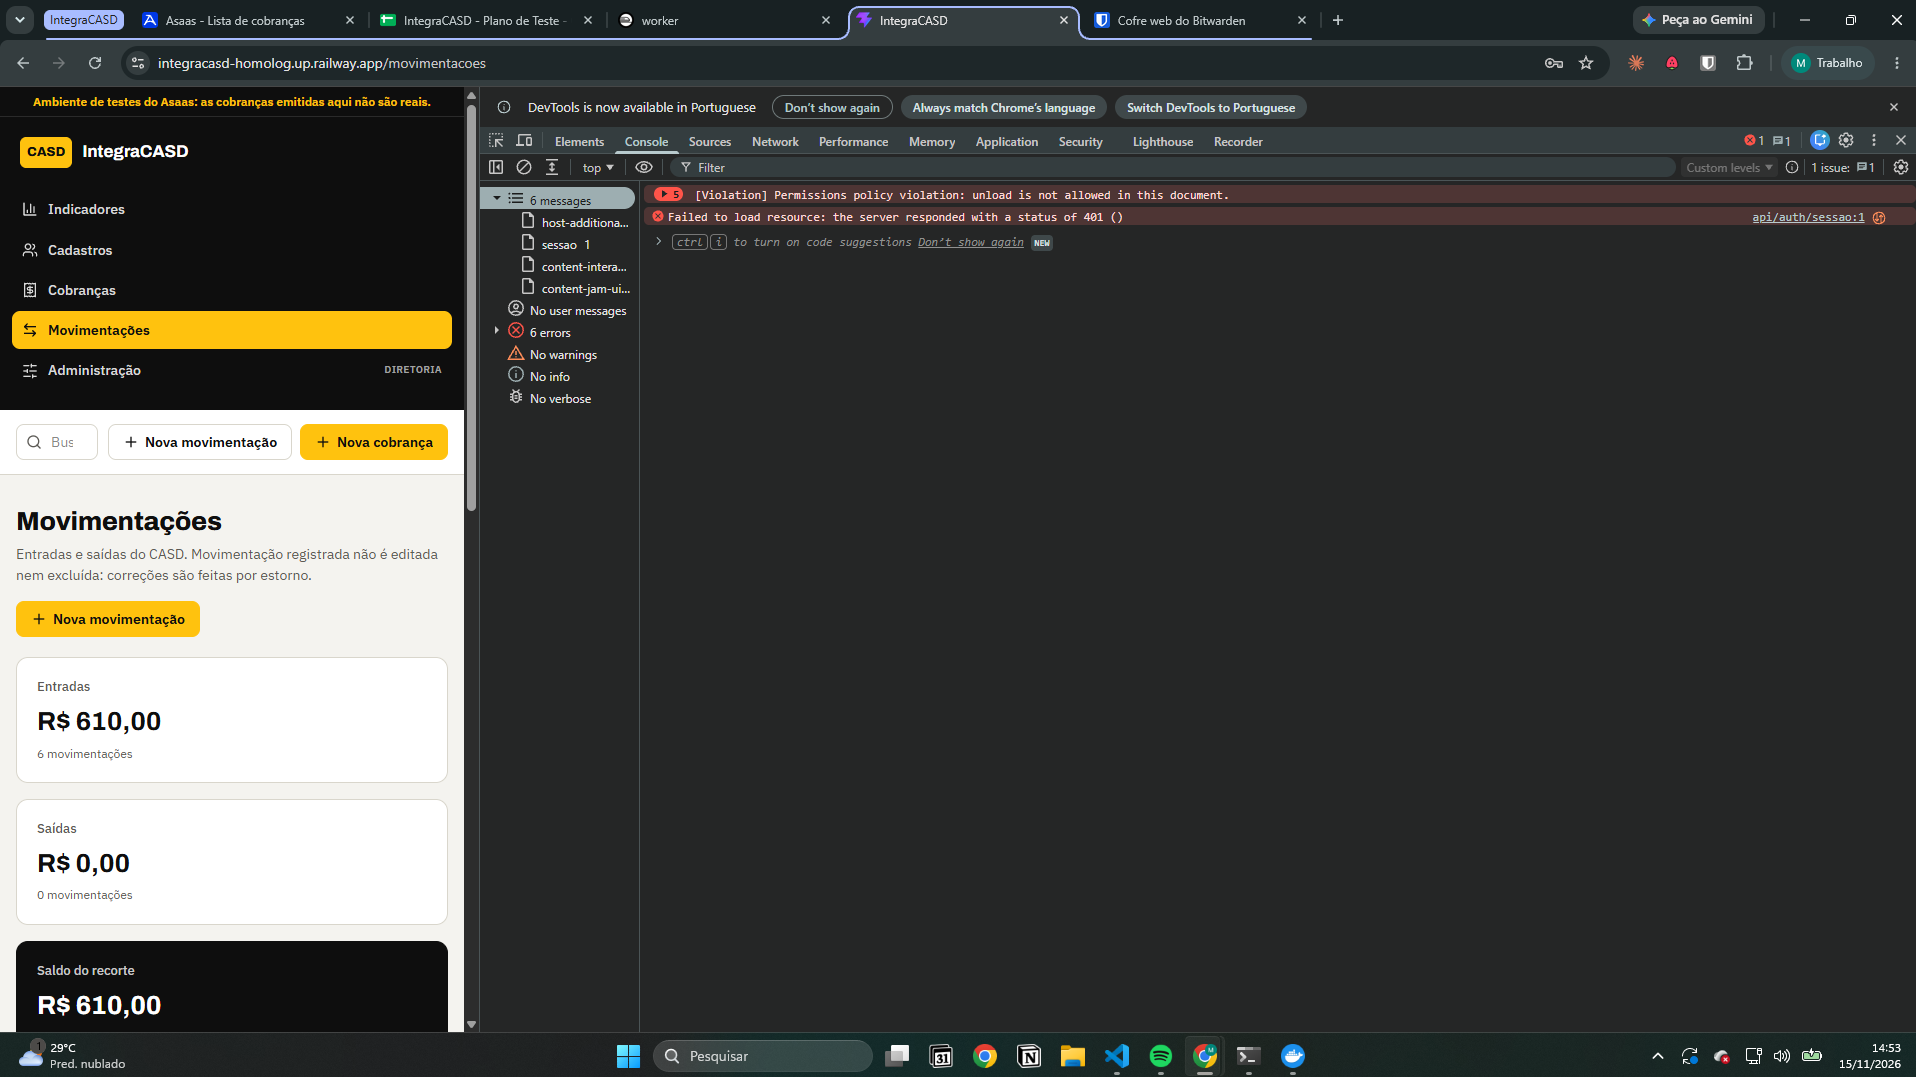 IntegraCASD
Asaas - Lista de cobranças
IntegraCASD - Plano de Teste -
worker
IntegraCASD
Cofre web do Bitwarden
Peça ao Gemini
integracasd-homolog.up.railway.app/movimentacoes
M Trabalho
Ambiente de testes do Asaas: as cobranças emitidas aqui não são reais.
CASD IntegraCASD
Indicadores
Cadastros
Cobranças
Movimentações
Administração DIRETORIA
Bus
Nova movimentação
Nova cobrança
Movimentações
Entradas e saídas do CASD. Movimentação registrada não é editada
nem excluída: correções são feitas por estorno.
Nova movimentação
Entradas
R$ 610,00
6 movimentações
Saídas
R$ 0,00
0 movimentações
Saldo do recorte
R$ 610,00
DevTools is now available in Portuguese
Don't show again
Always match Chrome's language
Switch DevTools to Portuguese
Elements Console Sources Network Performance Memory Application Security Lighthouse Recorder
1 1
top Filter Custom levels 1 issue: 1
6 messages
host-additiona...
sessao 1
content-intera...
content-jam-ui...
No user messages
6 errors
No warnings
No info
No verbose
5 [Violation] Permissions policy violation: unload is not allowed in this document.
Failed to load resource: the server responded with a status of 401 () api/auth/sessao:1
ctrl i to turn on code suggestions Don't show again NEW
1
29°C
Pred. nublado
Pesquisar
31
14:53
15/11/2026